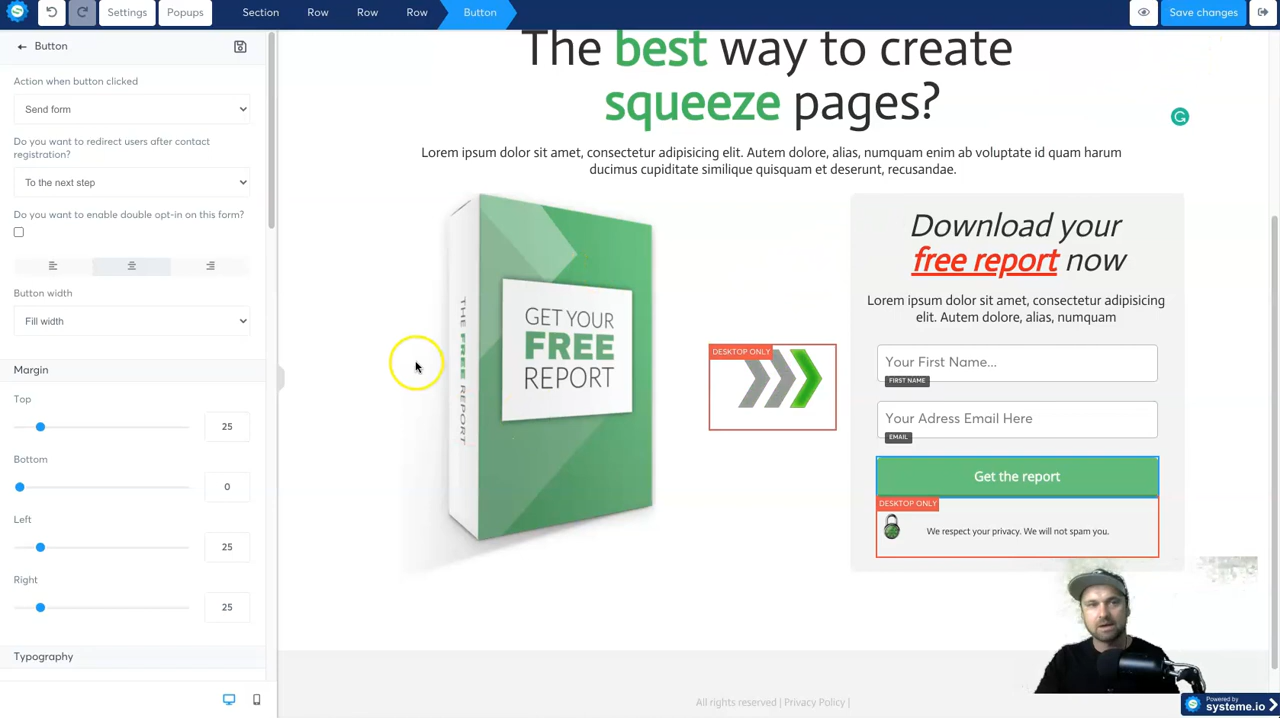 Settings
Popups
Section
Row
Row
Row
Button
Save changes
Button
Action when button clicked
Send form
Do you want to redirect users after contact
registration?
To the next step
Do you want to enable double opt-in on this form?
Button width
Fill width
Margin
Top
25
Bottom
0
Left
25
Right
25
Typography
The best way to create
squeeze pages?
Lorem ipsum dolor sit amet, consectetur adipisicing elit. Autem dolore, alias, numquam enim ab voluptate id quam harum
ducimus cupiditate similique quisquam et deserunt, recusandae.
THE FREE REPORT
GET YOUR
FREE
REPORT
DESKTOP ONLY
Download your
free report now
Lorem ipsum dolor sit amet, consectetur adipisicing
elit. Autem dolore, alias, numquam
Your First Name...
FIRST NAME
Your Adress Email Here
EMAIL
Get the report
DESKTOP ONLY
We respect your privacy. We will not spam you.
All rights reserved | Privacy Policy |
Powered by
systeme.io